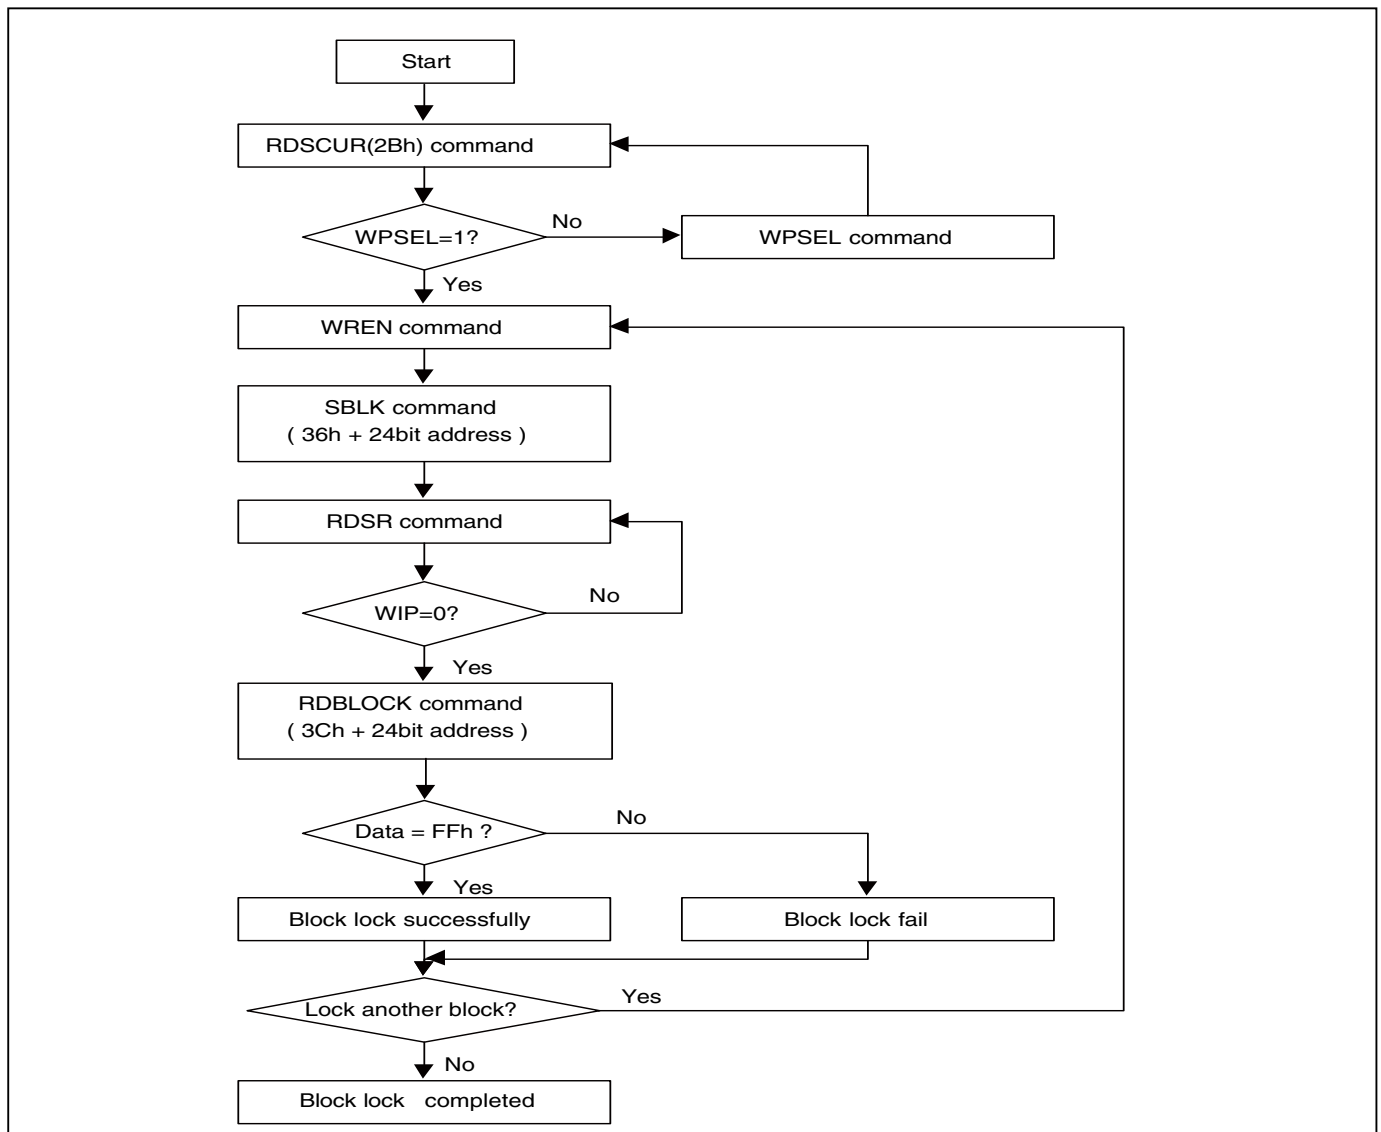 Start
RDSCUR(2Bh) command
WPSEL=1?
No
WPSEL command
Yes
WREN command
SBLK command
( 36h + 24bit address )
RDSR command
WIP=0?
No
Yes
RDBLOCK command
( 3Ch + 24bit address )
Data = FFh ?
No
Yes
Block lock successfully
Block lock fail
Lock another block?
Yes
No
Block lock completed